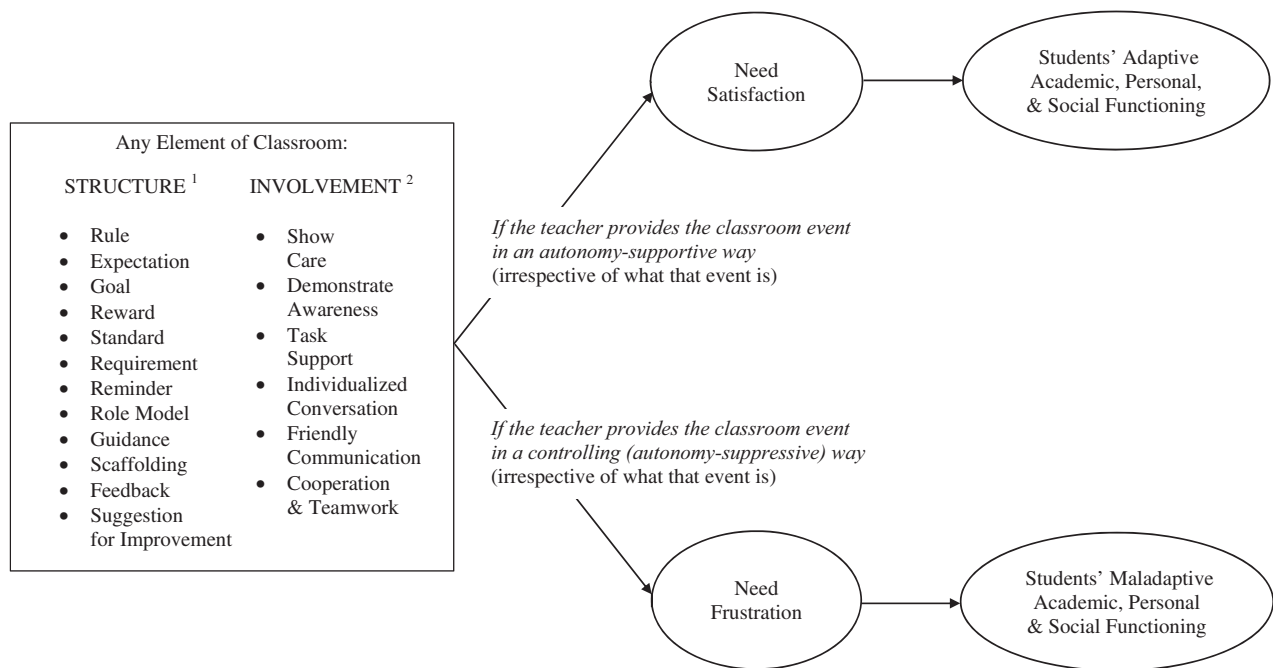 Any Element of Classroom:
STRUCTURE 1
• Rule
• Expectation
• Goal
• Reward
• Standard
• Requirement
• Reminder
• Role Model
• Guidance
• Scaffolding
• Feedback
• Suggestion
for Improvement
INVOLVEMENT 2
• Show
Care
• Demonstrate
Awareness
• Task
Support
• Individualized
Conversation
• Friendly
Communication
• Cooperation
& Teamwork
If the teacher provides the classroom event
in an autonomy-supportive way
(irrespective of what that event is)
Need
Satisfaction
Students’ Adaptive
Academic, Personal,
& Social Functioning
If the teacher provides the classroom event
in a controlling (autonomy-suppressive) way
(irrespective of what that event is)
Need
Frustration
Students’ Maladaptive
Academic, Personal
& Social Functioning